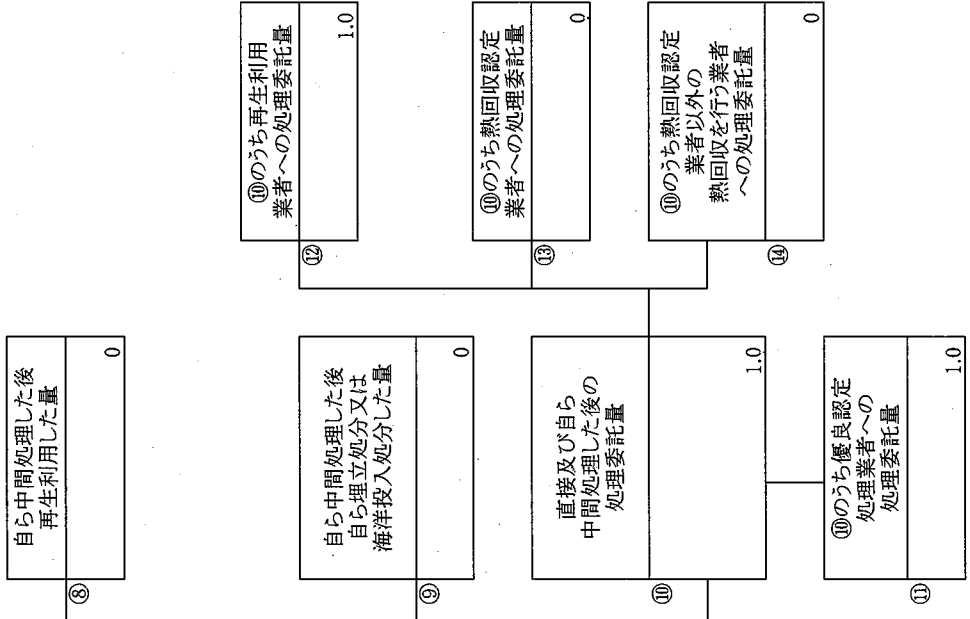 ⑧
自ら中間処理した後
再生利用した量
0
⑨
自ら中間処理した後
自ら埋立処分又は
海洋投入処分した量
0
⑩
直接及び自ら
中間処理した後の
処理委託量
1.0
⑪
⑩のうち優良認定
処理業者への
処理委託量
1.0
⑫
⑩のうち再生利用
業者への処理委託量
1.0
⑬
⑩のうち熱回収認定
業者への処理委託量
0
⑭
⑩のうち熱回収認定
業者以外の
熱回収を行う業者
への処理委託量
0